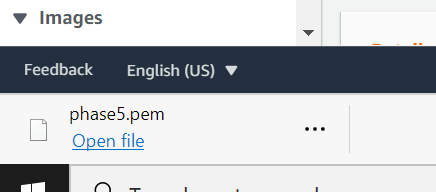 Images
Feedback English (US)
phase5.pem
Open file